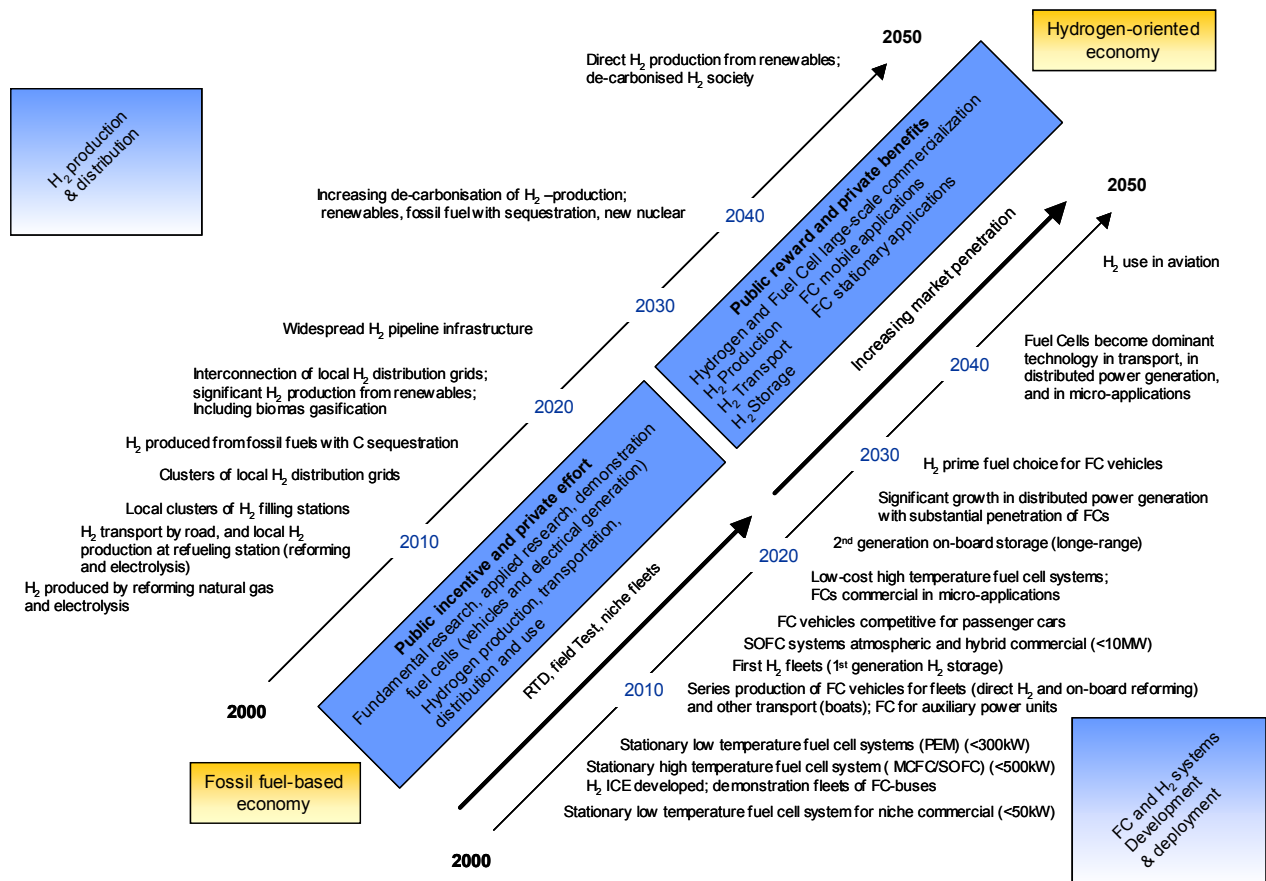 2050
Hydrogen-oriented
economy
Direct H2 production from renewables;
de-carbonised H2 society
H2 production
& distribution
Increasing de-carbonisation of H2 –production;
renewables, fossil fuel with sequestration, new nuclear
2040
2030
Widespread H2 pipeline infrastructure
Interconnection of local H2 distribution grids;
significant H2 production from renewables;
Including biomas gasification
2020
H2 produced from fossil fuels with C sequestration
Clusters of local H2 distribution grids
Local clusters of H2 filling stations
H2 transport by road, and local H2
production at refueling station (reforming
and electrolysis)
2010
H2 produced by reforming natural gas
and electrolysis
2000
Fossil fuel-based
economy
Public incentive and private effort
Fundamental research, applied research, demonstration
fuel cells (vehicles and electrical generation)
Hydrogen production, transportation,
distribution and use
Public reward and private benefits
Hydrogen and Fuel Cell large-scale commercialization
H2 Production FC mobile applications
H2 Transport FC stationary applications
H2 Storage
RTD, field Test, niche fleets
Increasing market penetration
2050
H2 use in aviation
2040
Fuel Cells become dominant
technology in transport, in
distributed power generation,
and in micro-applications
2030
H2 prime fuel choice for FC vehicles
Significant growth in distributed power generation
with substantial penetration of FCs
2020
2nd generation on-board storage (longe-range)
Low-cost high temperature fuel cell systems;
FCs commercial in micro-applications
FC vehicles competitive for passenger cars
SOFC systems atmospheric and hybrid commercial (<10MW)
First H2 fleets (1st generation H2 storage)
2010
Series production of FC vehicles for fleets (direct H2 and on-board reforming)
and other transport (boats); FC for auxiliary power units
Stationary low temperature fuel cell systems (PEM) (<300kW)
Stationary high temperature fuel cell system ( MCFC/SOFC) (<500kW)
H2 ICE developed; demonstration fleets of FC-buses
Stationary low temperature fuel cell system for niche commercial (<50kW)
2000
FC and H2 systems
Development
& deployment